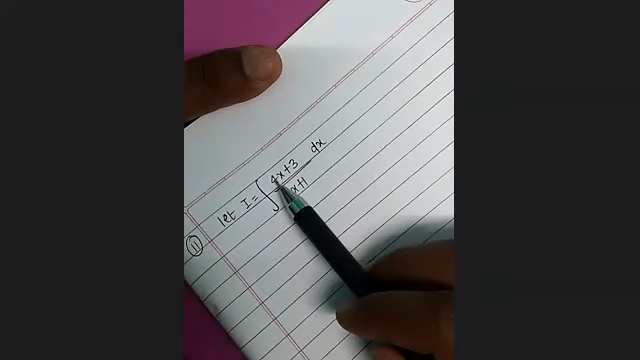 11 let I = ∫ 4x+3 / x+1 dx